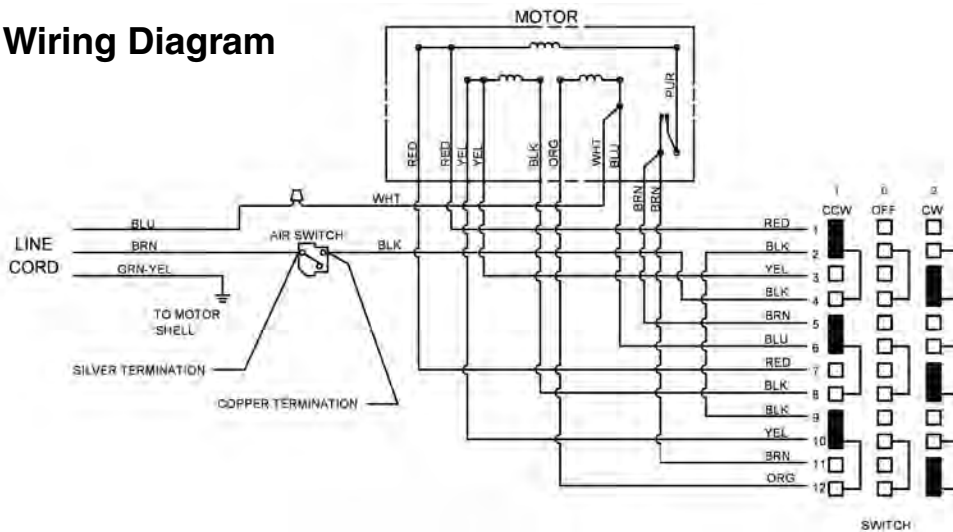 Wiring Diagram
MOTOR
PUR
RED
RED
YEL
YEL
BLK
ORG
WHT
BLU
BRN
BRN
WHT
BLU
LINE
CORD
BRN
AIR SWITCH
BLK
GRN-YEL
TO MOTOR
SHELL
SILVER TERMINATION
COPPER TERMINATION
1 0 2
CCW OFF CW
RED 1
BLK 2
YEL 3
BLK 4
BRN 5
BLU 6
RED 7
BLK 8
BLK 9
YEL 10
BRN 11
ORG 12
SWITCH